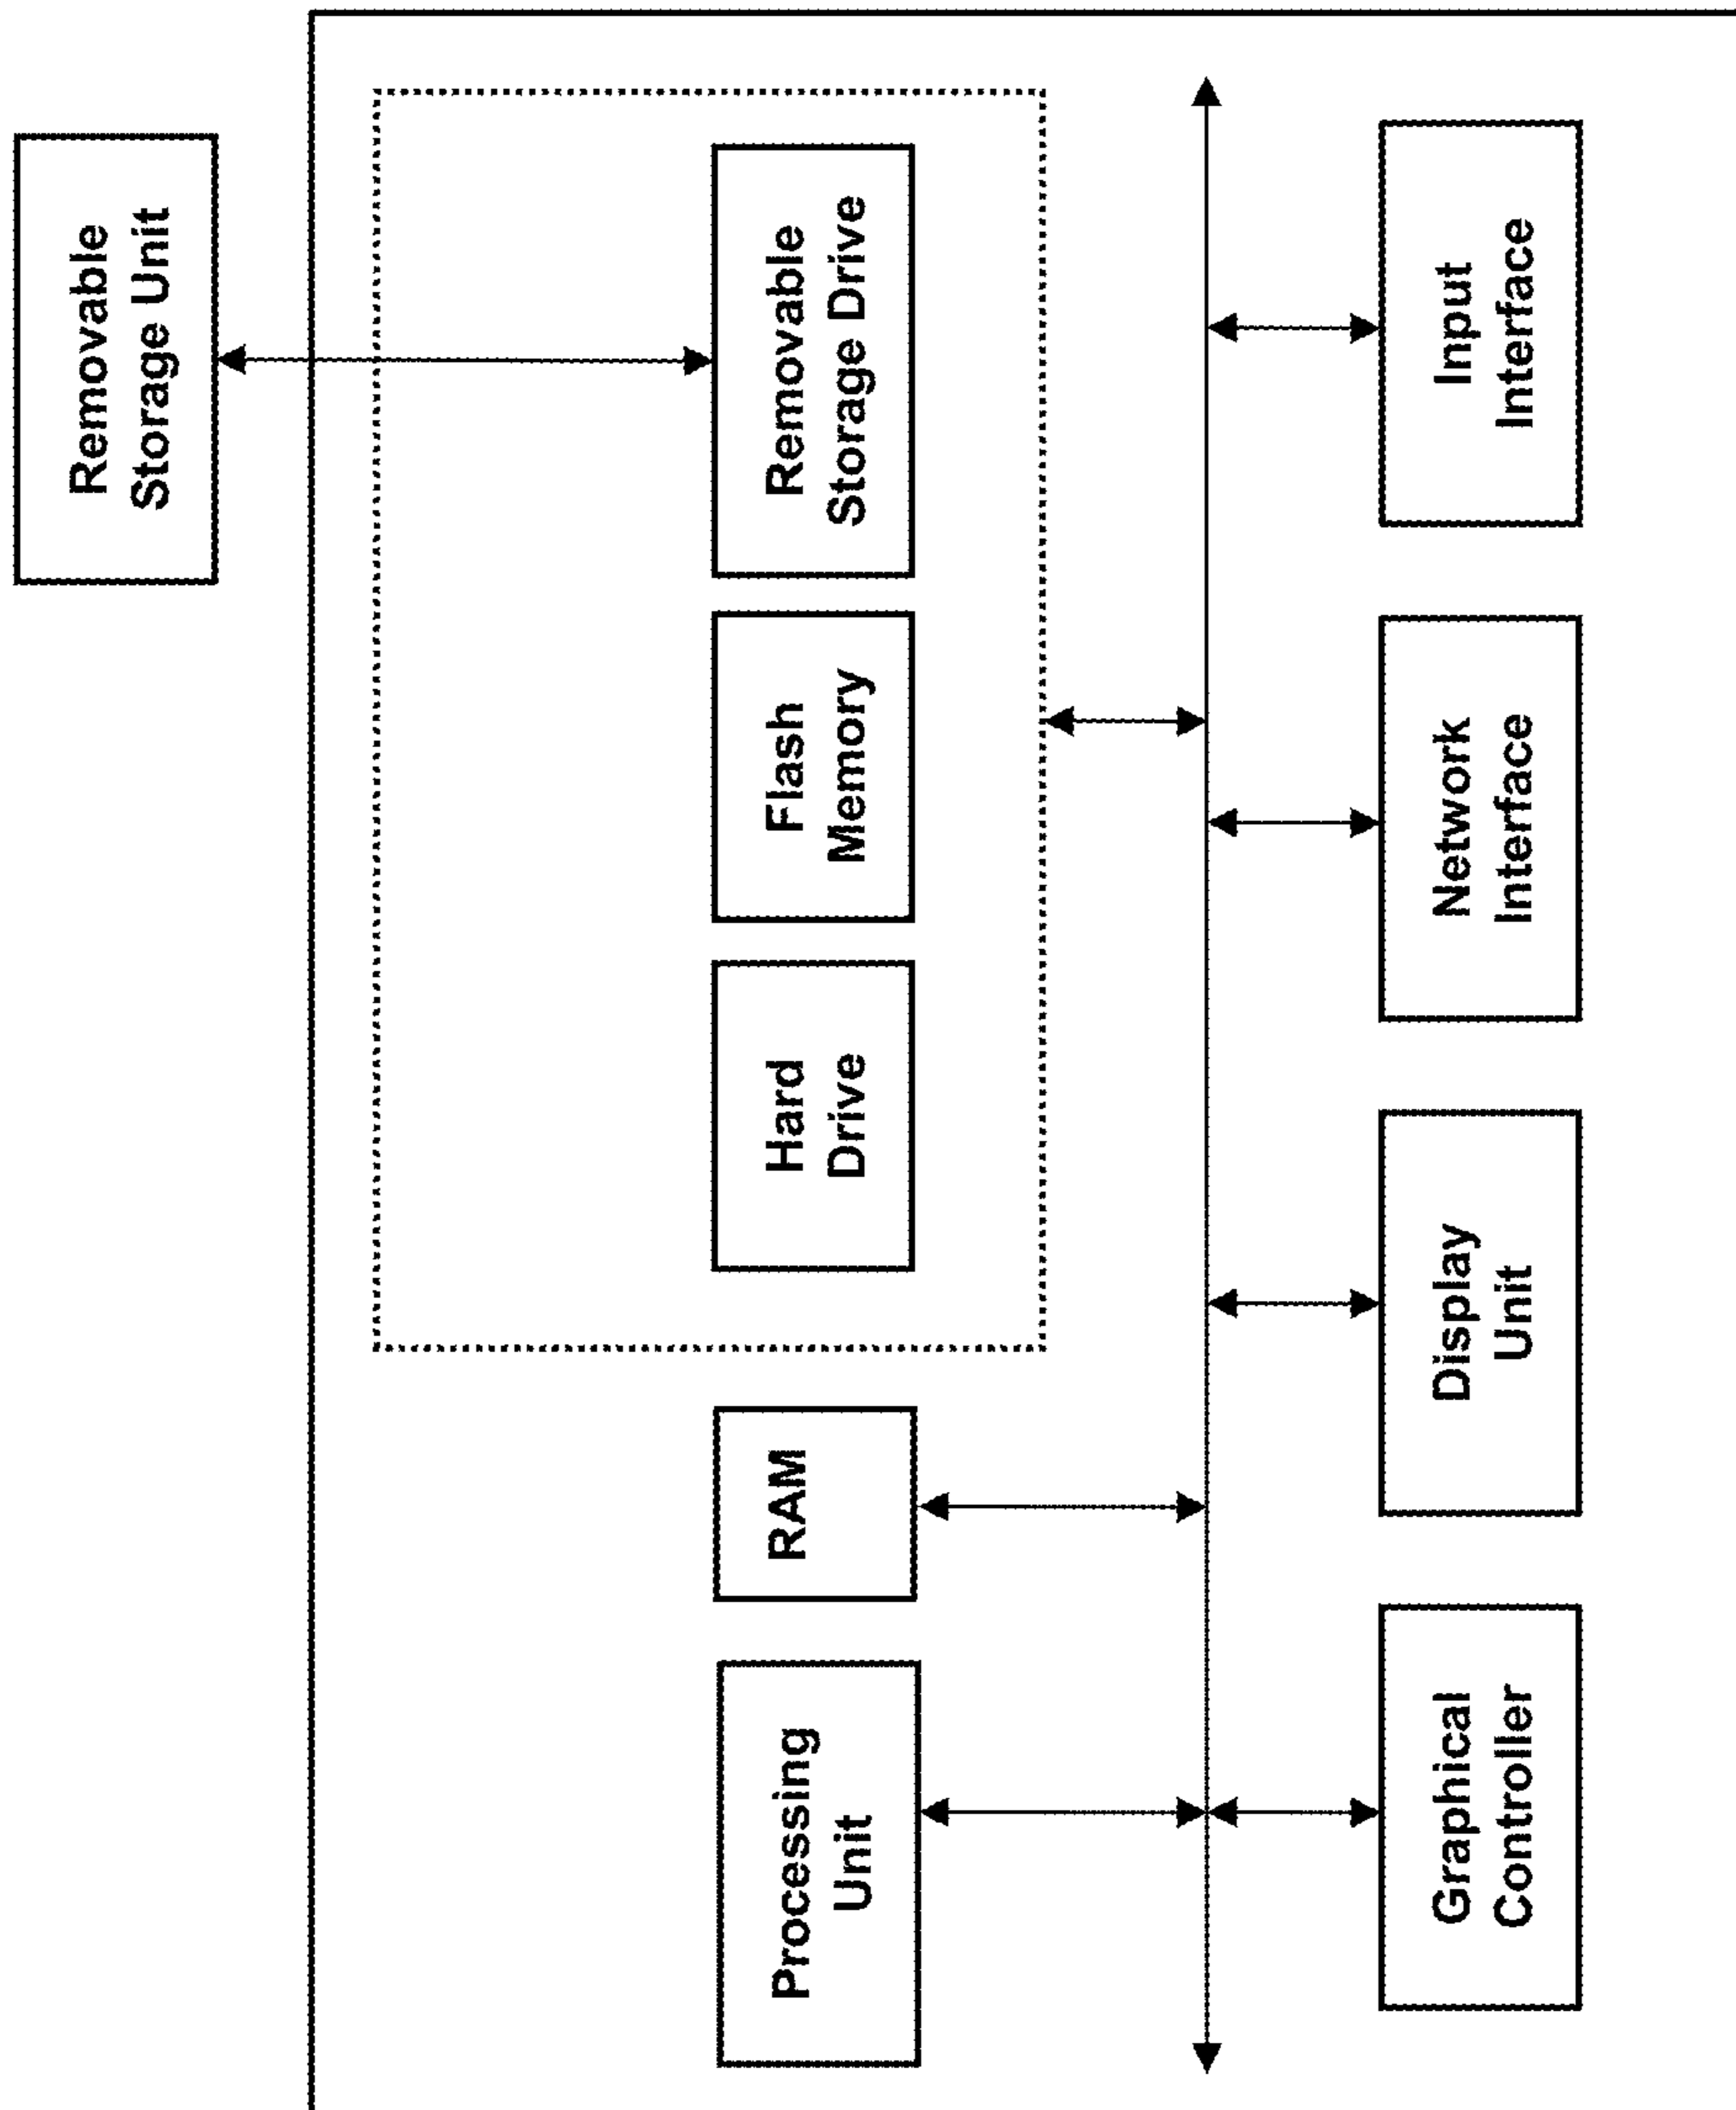 Removable
Storage Unit
Processing
Unit
RAM
Hard
Drive
Flash
Memory
Removable
Storage Drive
Graphical
Controller
Display
Unit
Network
Interface
Input
Interface